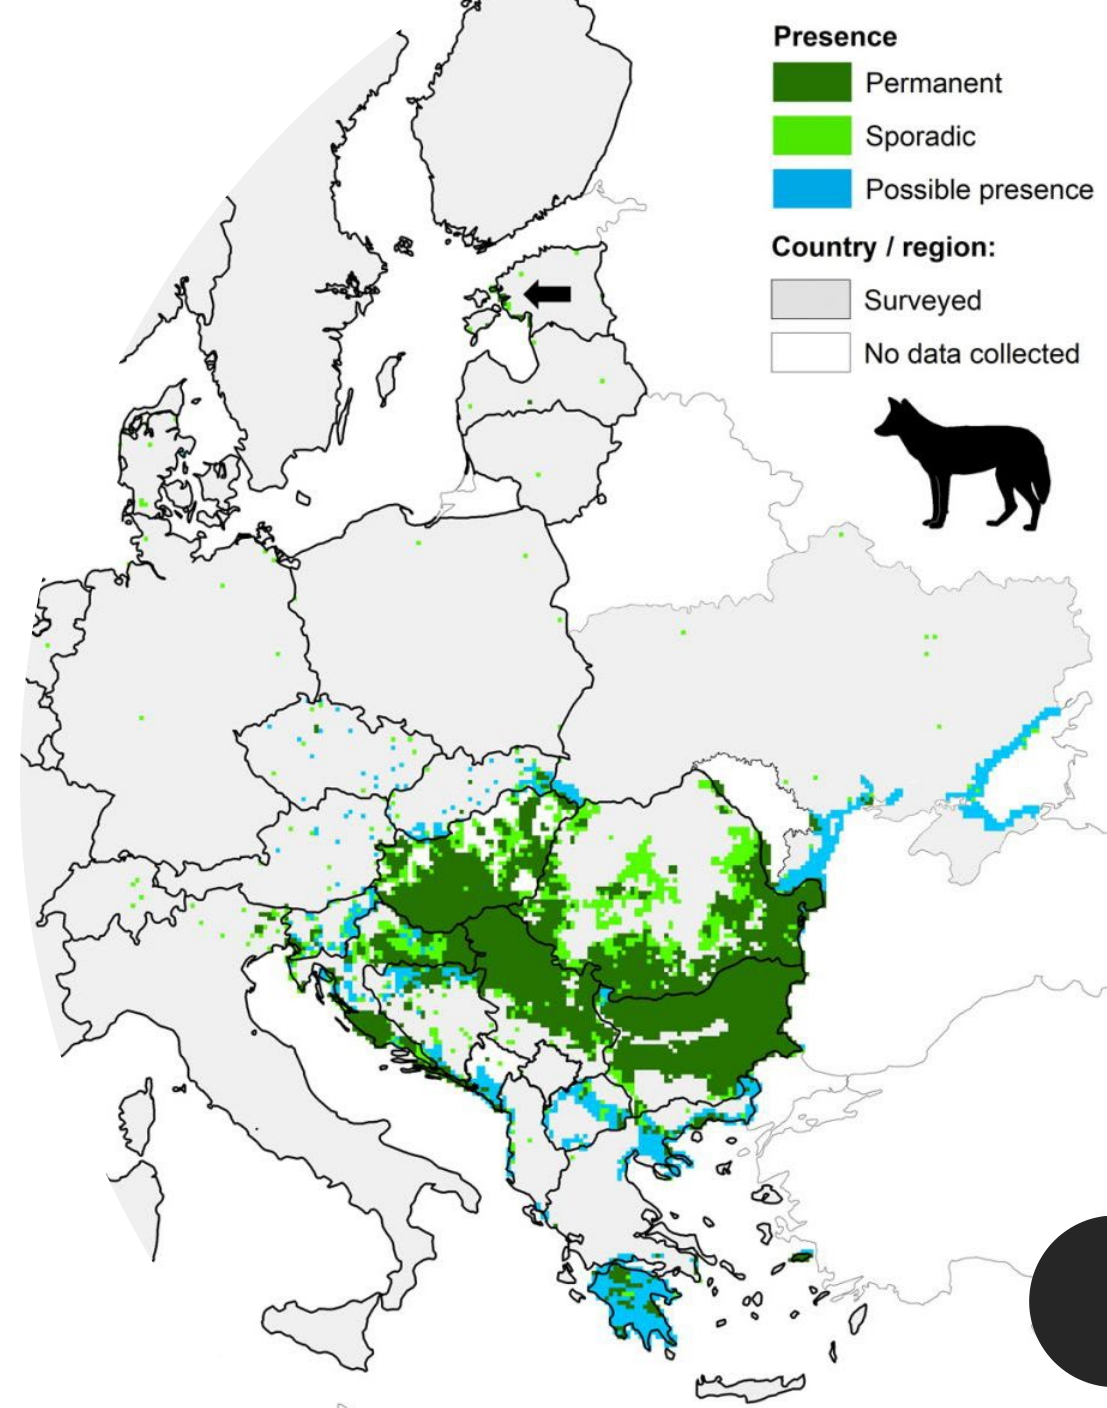 Presence
Permanent
Sporadic
Possible presence
Country / region:
Surveyed
No data collected